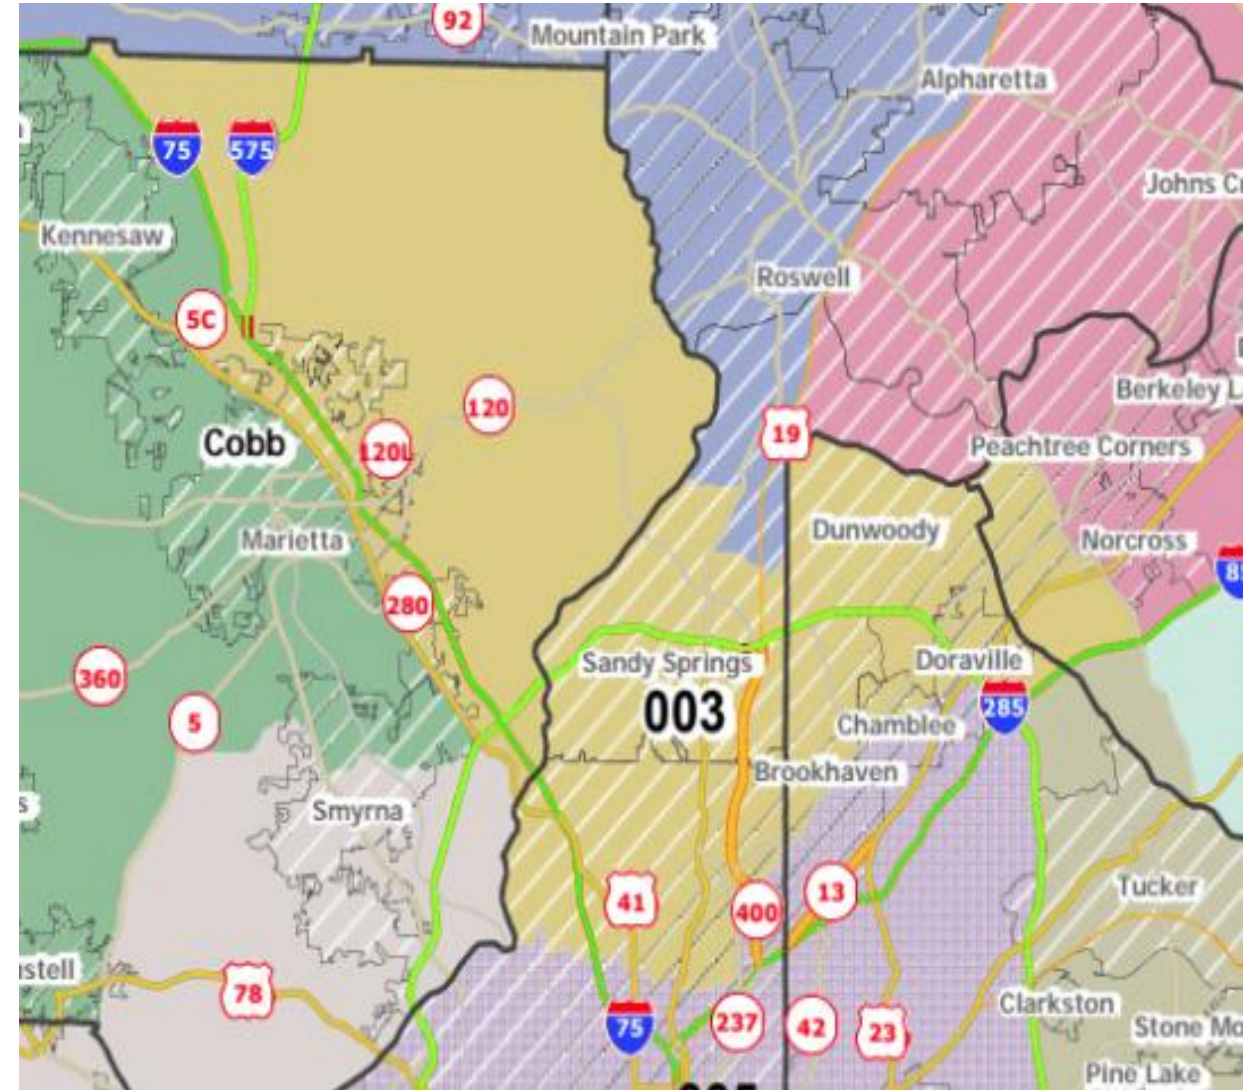 92
Mountain Park
Alpharetta
75
575
Johns Cr
Kennesaw
Roswell
5C
Berkeley L
120
19
Cobb
120L
Peachtree Corners
Dunwoody
Marietta
Norcross
85
280
Sandy Springs
Doraville
360
003
285
5
Chamblee
Brookhaven
s
Smyrna
Tucker
13
41
400
stell
78
Clarkston
75
237
42
23
Stone Mo
Pine Lake